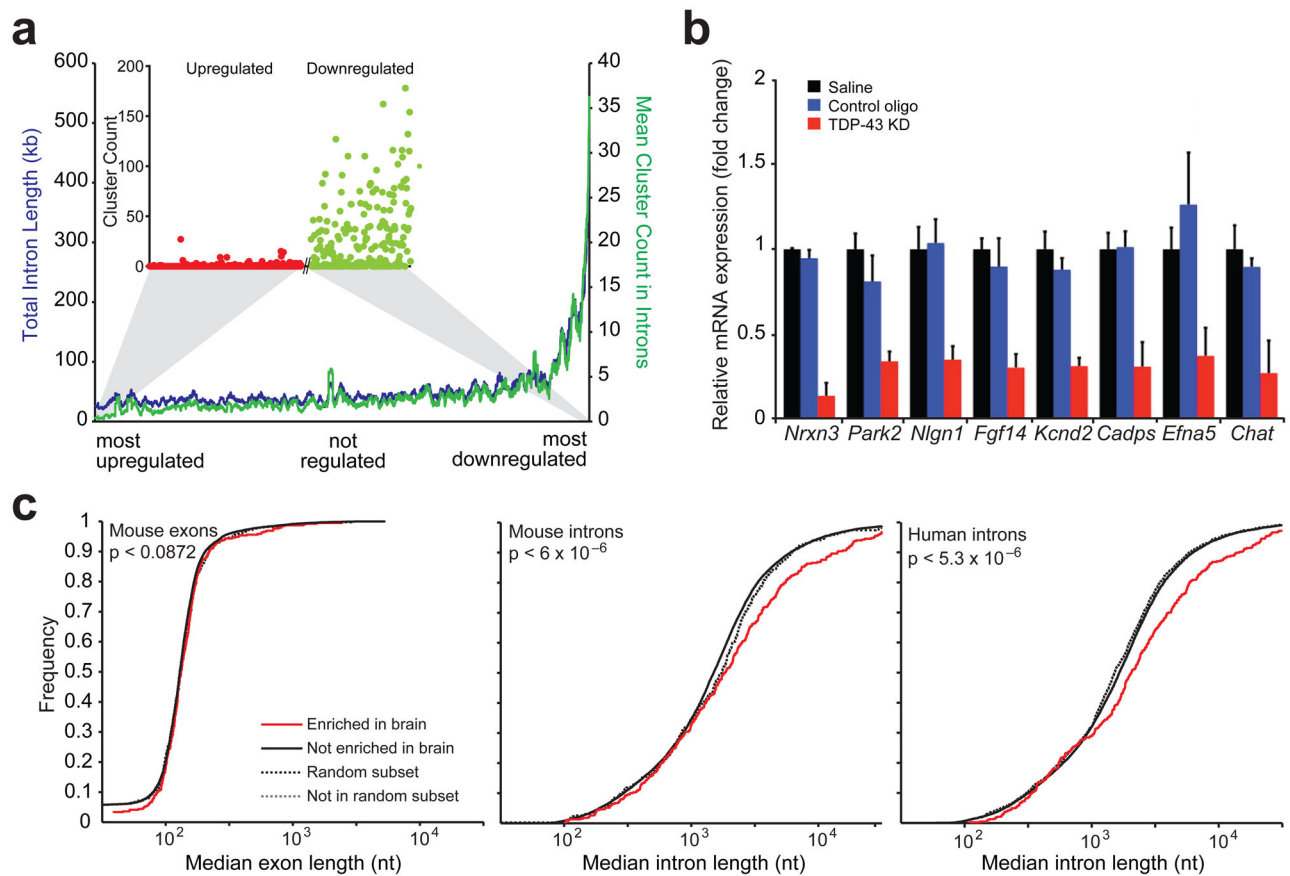 a
Total Intron Length (kb)
600
500
400
300
200
100
0
Cluster Count
200
150
100
50
0
Upregulated
Downregulated
//
40
35
30
25
20
15
10
5
0
Mean Cluster Count in Introns
most upregulated
not regulated
most downregulated
b
Relative mRNA expression (fold change)
2
1.5
1
0.5
0
Saline
Control oligo
TDP-43 KD
Nrxn3 Park2 Nlgn1 Fgf14 Kcnd2 Cadps Efna5 Chat
c
Frequency
1
0.9
0.8
0.7
0.6
0.5
0.4
0.3
0.2
0.1
0
Mouse exons
p < 0.0872
Enriched in brain
Not enriched in brain
Random subset
Not in random subset
10² 10³ 10⁴
Median exon length (nt)
Mouse introns
p < 6 x 10⁻⁶
10² 10³ 10⁴
Median intron length (nt)
Human introns
p < 5.3 x 10⁻⁶
10² 10³ 10⁴
Median intron length (nt)